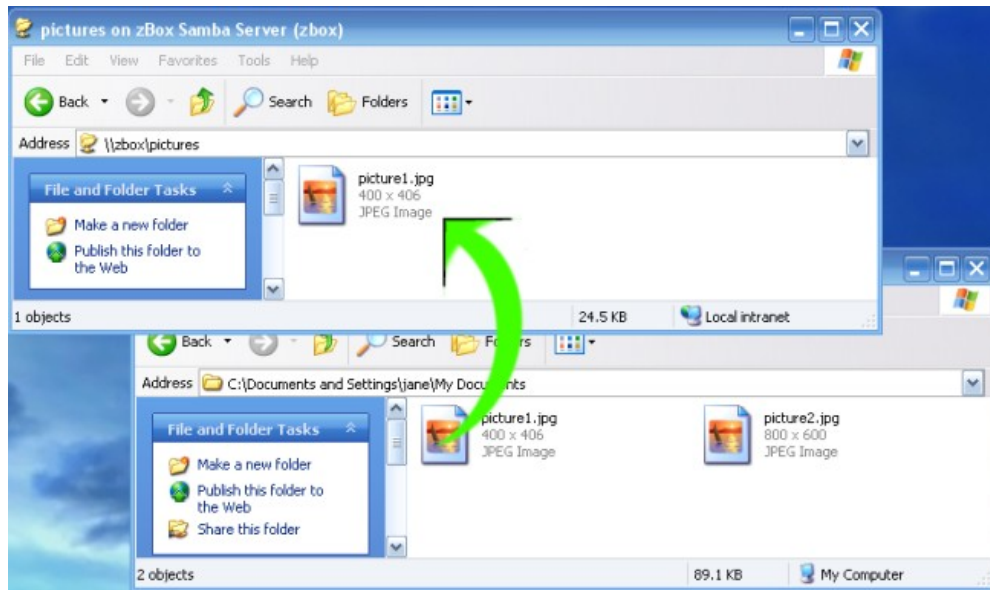 pictures on zBox Samba Server (zbox)
File Edit View Favorites Tools Help
Back Search Folders
Address \\zbox\pictures
File and Folder Tasks
Make a new folder
Publish this folder to
the Web
picture1.jpg
400 x 406
JPEG Image
1 objects 24.5 KB Local intranet
Back Search
Address C:\Documents and Settings\jane\My Documents
File and Folder Tasks
Make a new folder
Publish this folder to
the Web
Share this folder
picture1.jpg
400 x 406
JPEG Image
picture2.jpg
800 x 600
JPEG Image
2 objects 89.1 KB My Computer